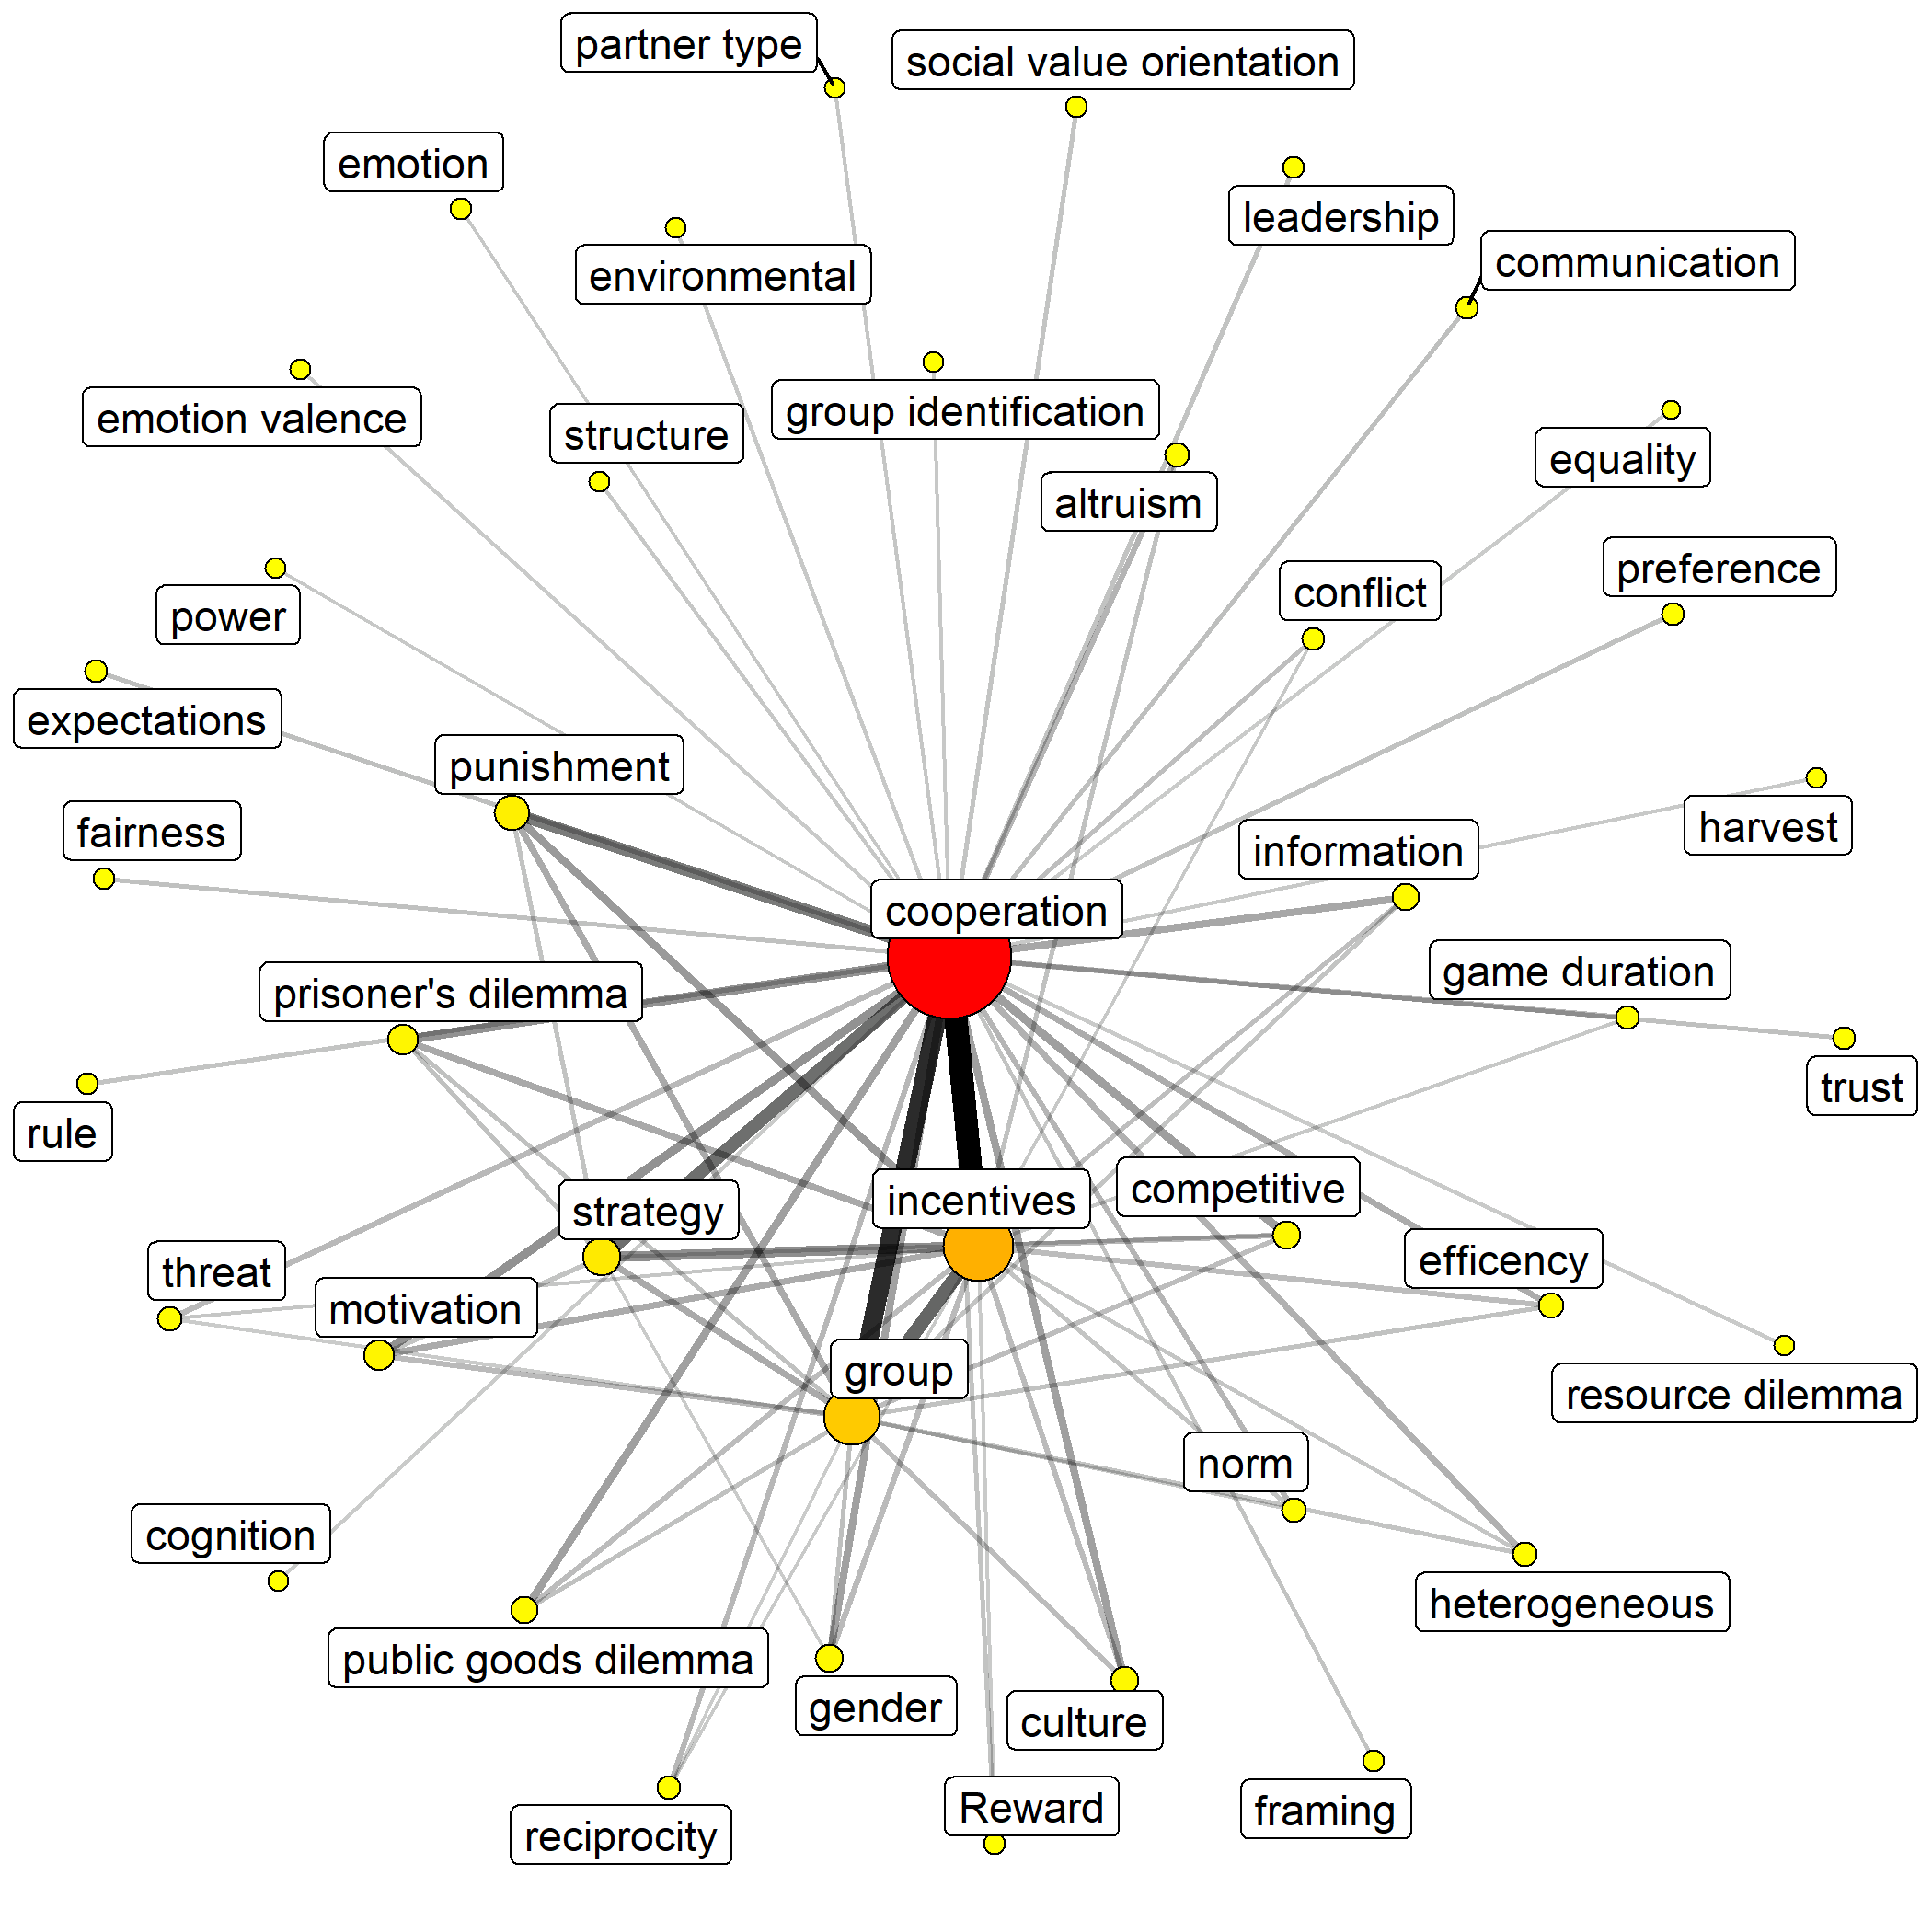 partner type
social value orientation
emotion
leadership
communication
environmental
emotion valence
structure
group identification
equality
altruism
preference
conflict
power
expectations
punishment
fairness
information
harvest
cooperation
prisoner's dilemma
game duration
trust
rule
strategy
incentives
competitive
threat
efficency
motivation
group
resource dilemma
norm
cognition
heterogeneous
public goods dilemma
gender
culture
Reward
framing
reciprocity